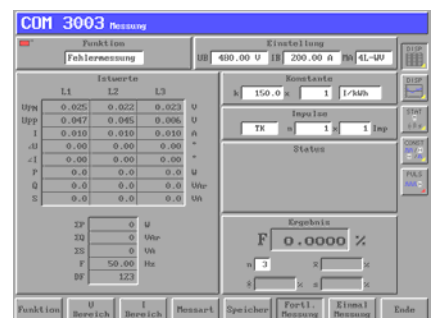 COM 3003 Messung
Funktion
Fehlermessung
Einstellung
UB 480.00 V IB 200.00 A MA 4L-WV
DISP
Istwerte
L1 L2 L3
UPN 0.025 0.022 0.023 V
UPP 0.047 0.045 0.006 V
I 0.010 0.010 0.010 A
∠U 0.00 0.00 0.00 °
∠I 0.00 0.00 0.00 °
P 0.0 0.0 0.0 W
Q 0.0 0.0 0.0 VAr
S 0.0 0.0 0.0 VA
ΣP 0 W
ΣQ 0 VAr
ΣS 0 VA
F 50.00 Hz
DF 123
Konstante
k 150.0 × 1 I/kWh
DISP
Impulse
TK n 1 × 1 Imp
STAT
Status
CONST
PULS
Ergebnis
F 0.0000 %
n 3 x̄ %
% s %
Funktion
U Bereich
I Bereich
Messart
Speicher
Fortl. Messung
Einmal Messung
Ende